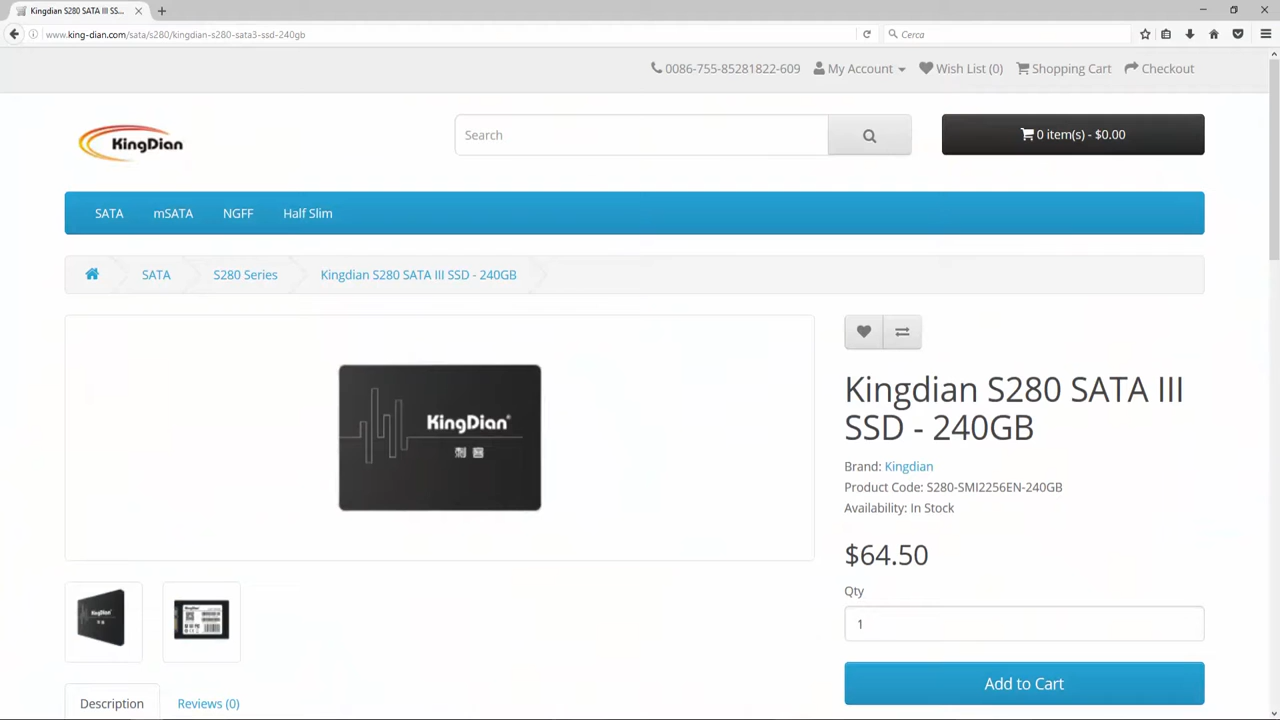 Kingdian S280 SATA III SS...
www.king-dian.com/sata/s280/kingdian-s280-sata3-ssd-240gb
Cerca
0086-755-85281822-609 My Account Wish List (0) Shopping Cart Checkout
KingDian
Search
0 item(s) - $0.00
SATA mSATA NGFF Half Slim
SATA S280 Series Kingdian S280 SATA III SSD - 240GB
KingDian®
Kingdian S280 SATA III
SSD - 240GB
Brand: Kingdian
Product Code: S280-SMI2256EN-240GB
Availability: In Stock
$64.50
Qty
1
KingDian
KingDian
Add to Cart
Description Reviews (0)